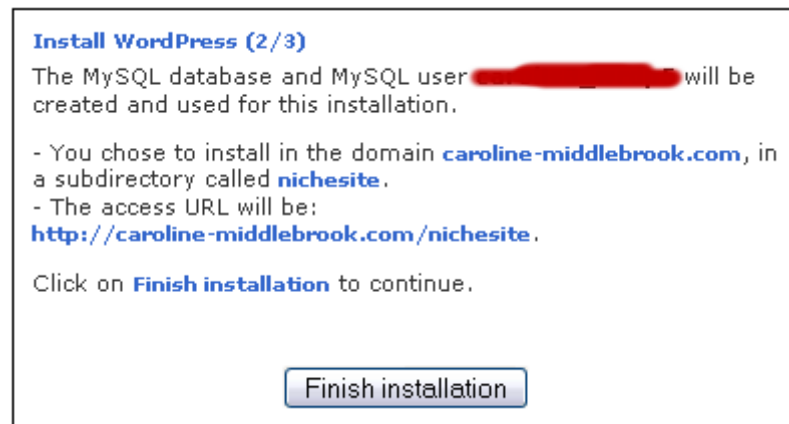 Install WordPress (2/3)
The MySQL database and MySQL user will be
created and used for this installation.
- You chose to install in the domain caroline-middlebrook.com, in
a subdirectory called nichesite.
- The access URL will be:
http://caroline-middlebrook.com/nichesite.
Click on Finish installation to continue.
Finish installation